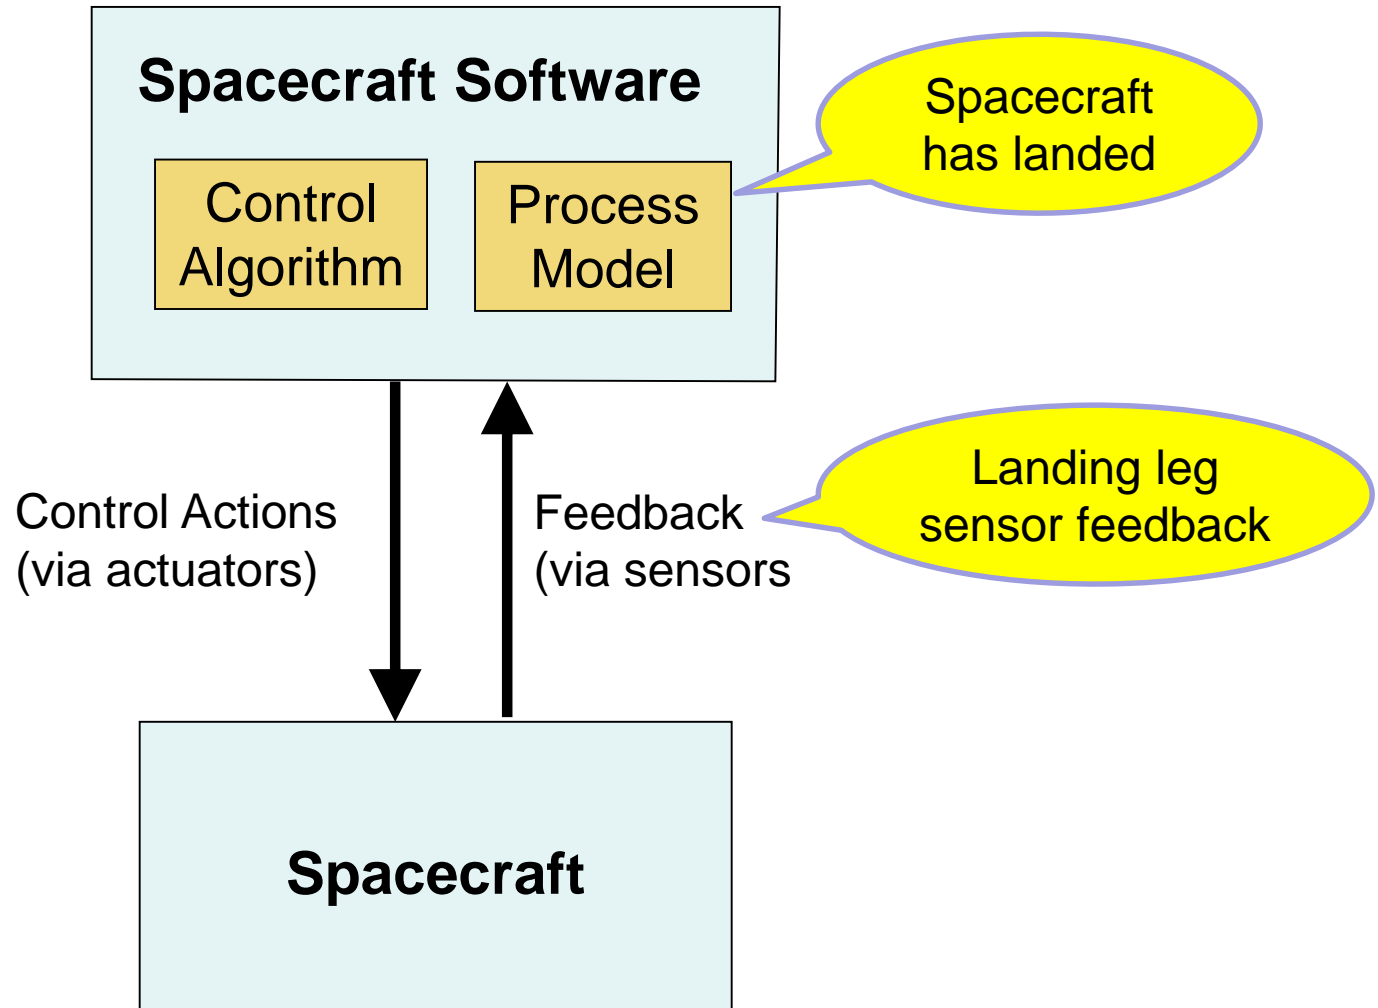 Spacecraft Software
Control
Algorithm
Process
Model
Spacecraft
has landed
Control Actions
(via actuators)
Feedback
(via sensors
Landing leg
sensor feedback
Spacecraft